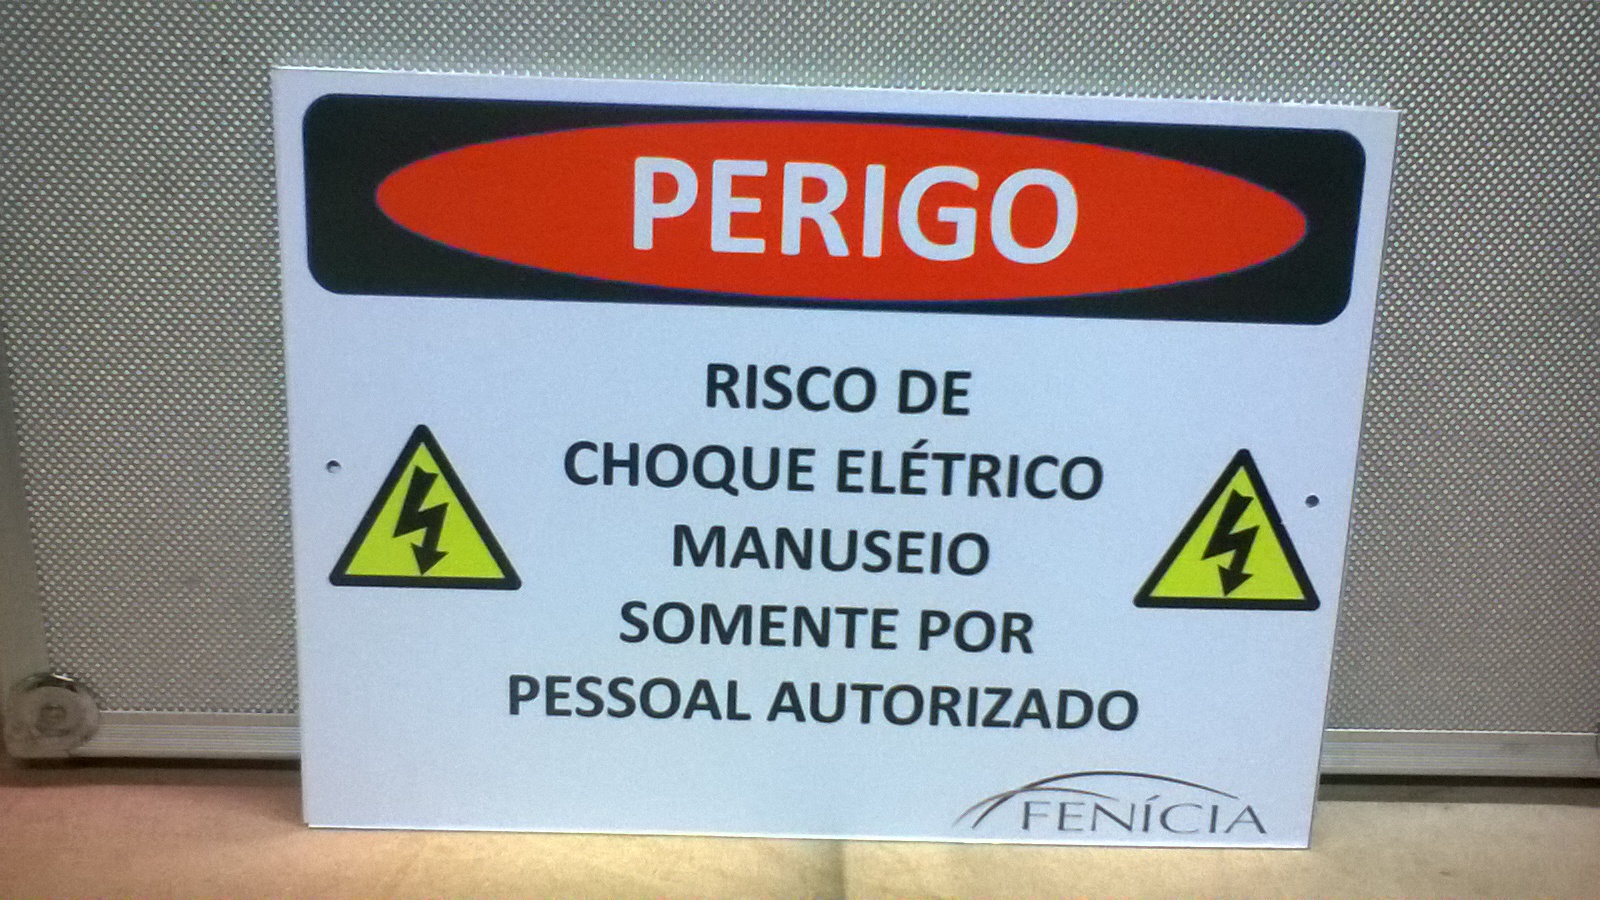 PERIGO
RISCO DE
CHOQUE ELÉTRICO
MANUSEIO
SOMENTE POR
PESSOAL AUTORIZADO
FENÍCIA